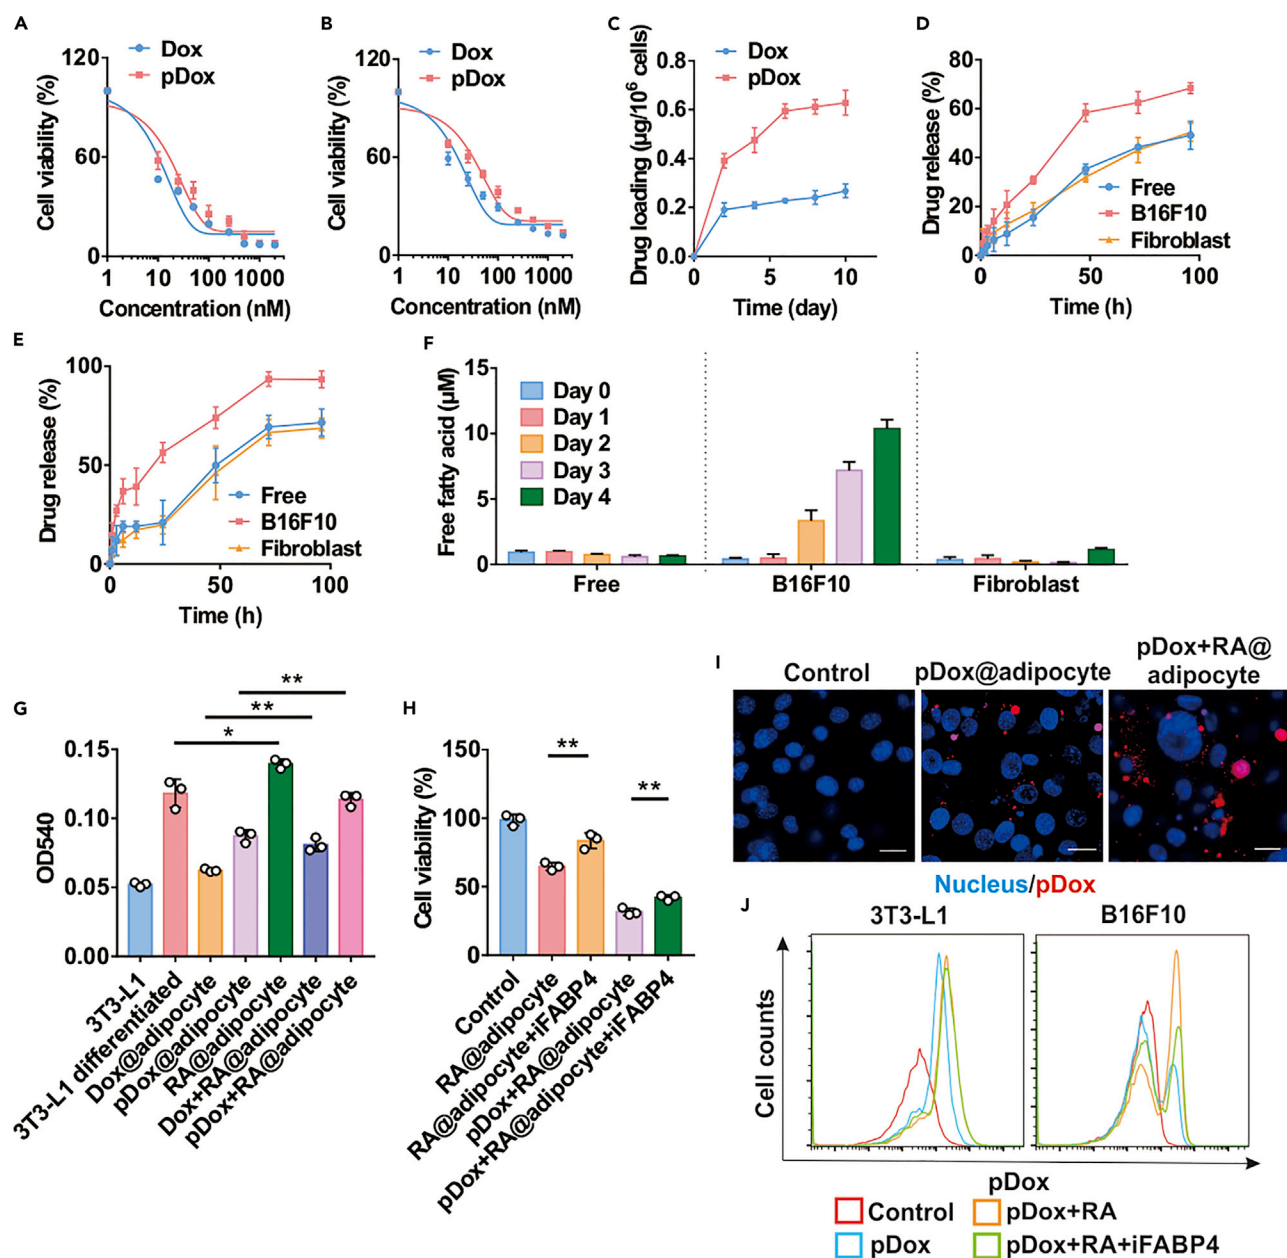 A
Dox
pDox
Cell viability (%)
120
60
0
1
10
100
1000
Concentration (nM)
B
Dox
pDox
Cell viability (%)
120
60
0
1
10
100
1000
Concentration (nM)
C
Dox
pDox
Drug loading (µg/10⁶ cells)
0.8
0.6
0.4
0.2
0.0
0
5
10
Time (day)
D
Drug release (%)
80
60
40
20
0
0
50
100
Free
B16F10
Fibroblast
Time (h)
E
Drug release (%)
100
50
0
0
50
100
Free
B16F10
Fibroblast
Time (h)
F
Free fatty acid (µM)
15
10
5
0
Day 0
Day 1
Day 2
Day 3
Day 4
Free
B16F10
Fibroblast
G
OD540
0.15
0.10
0.05
0.00
**
**
*
3T3-L1
3T3-L1 differentiated
Dox@adipocyte
pDox@adipocyte
RA@adipocyte
Dox+RA@adipocyte
pDox+RA@adipocyte
H
Cell viability (%)
150
100
50
0
**
**
Control
RA@adipocyte
RA@adipocyte+iFABP4
pDox+RA@adipocyte
pDox+RA@adipocyte+iFABP4
I
Control
pDox@adipocyte
pDox+RA@
adipocyte
Nucleus/pDox
J
3T3-L1
B16F10
Cell counts
pDox
Control
pDox+RA
pDox
pDox+RA+iFABP4